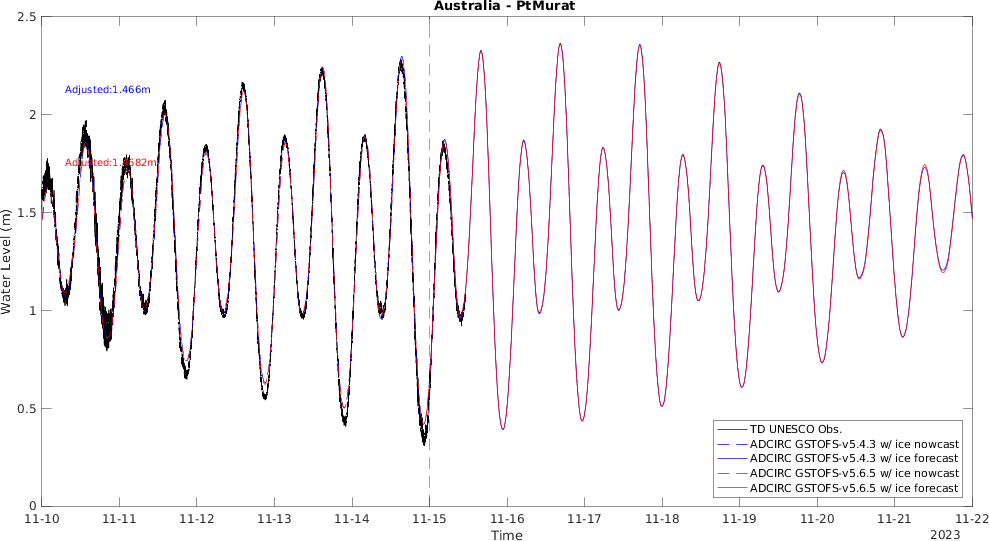 Australia - PtMurat
2.5
2
1.5
1
0.5
0
Water Level (m)
Adjusted:1.466m
TD UNESCO Obs.
ADCIRC GSTOFS-v5.4.3 w/ ice nowcast
ADCIRC GSTOFS-v5.4.3 w/ ice forecast
ADCIRC GSTOFS-v5.6.5 w/ ice nowcast
ADCIRC GSTOFS-v5.6.5 w/ ice forecast
11-10 11-11 11-12 11-13 11-14 11-15 11-16 11-17 11-18 11-19 11-20 11-21 11-22
Time
2023